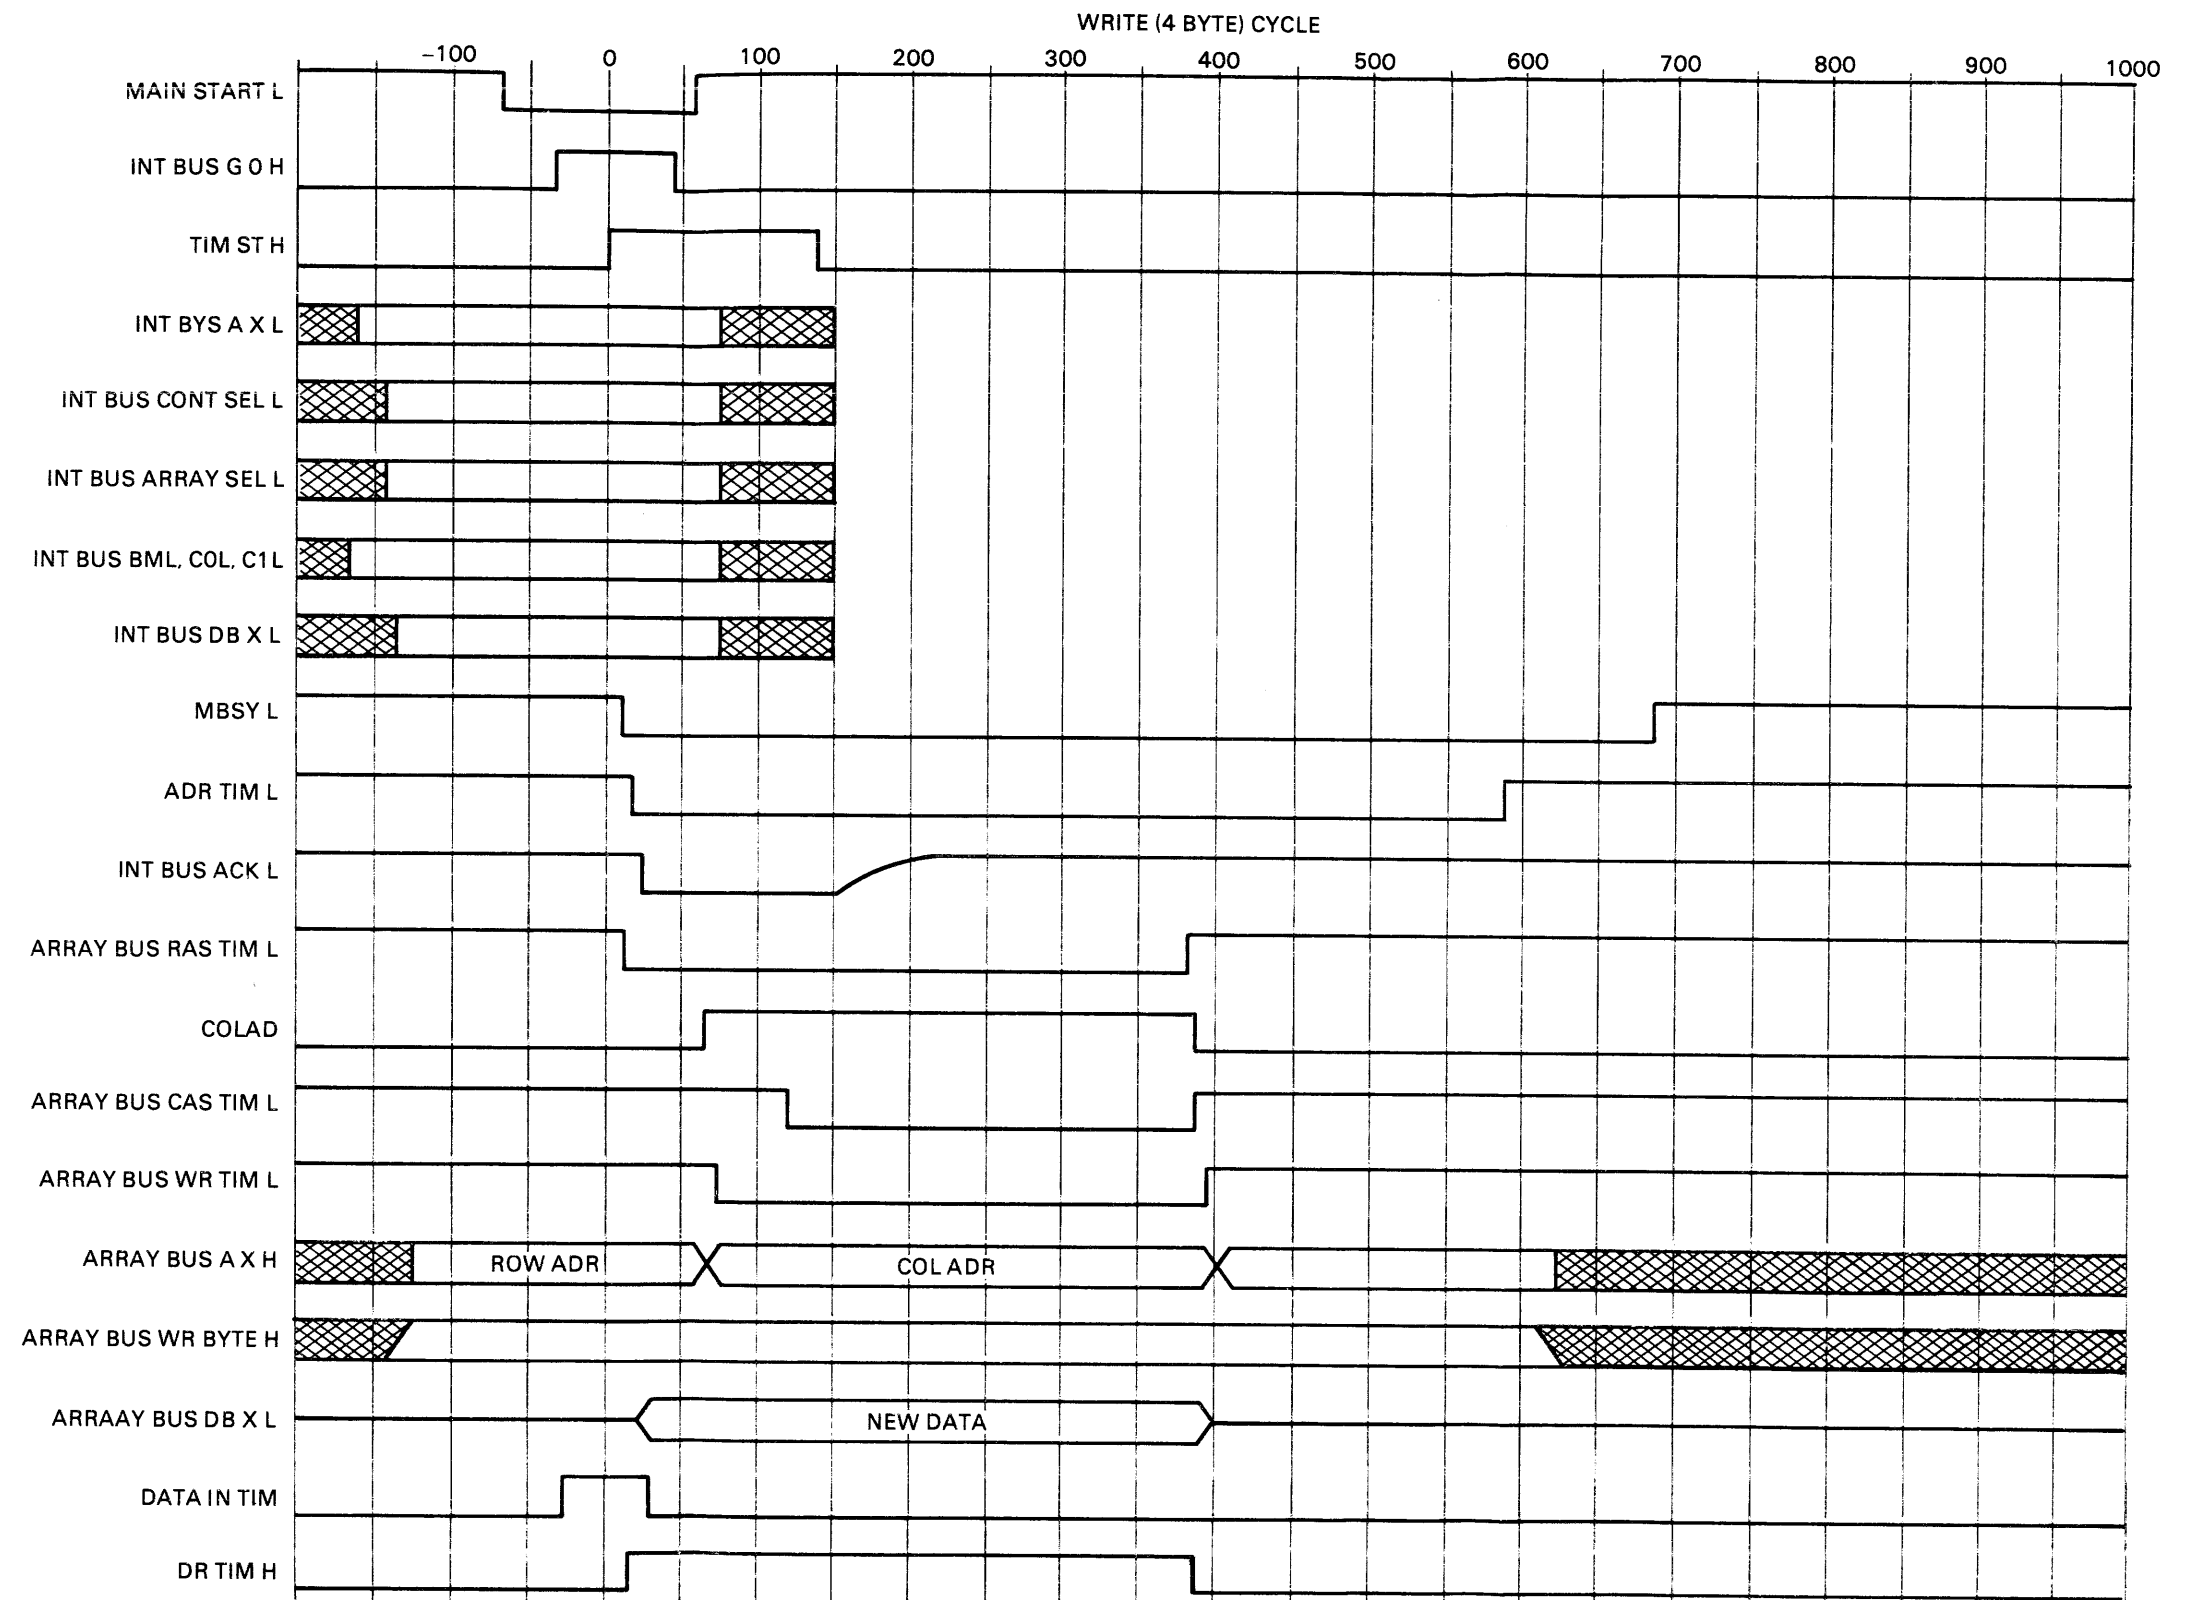 WRITE (4 BYTE) CYCLE
-100 0 100 200 300 400 500 600 700 800 900 1000
MAIN START L
INT BUS G 0 H
TIM ST H
INT BYS A X L
INT BUS CONT SEL L
INT BUS ARRAY SEL L
INT BUS BML, C0L, C1L
INT BUS DB X L
MBSY L
ADR TIM L
INT BUS ACK L
ARRAY BUS RAS TIM L
COLAD
ARRAY BUS CAS TIM L
ARRAY BUS WR TIM L
ARRAY BUS A X H ROW ADR COL ADR
ARRAY BUS WR BYTE H
ARRAAY BUS DB X L NEW DATA
DATA IN TIM
DR TIM H